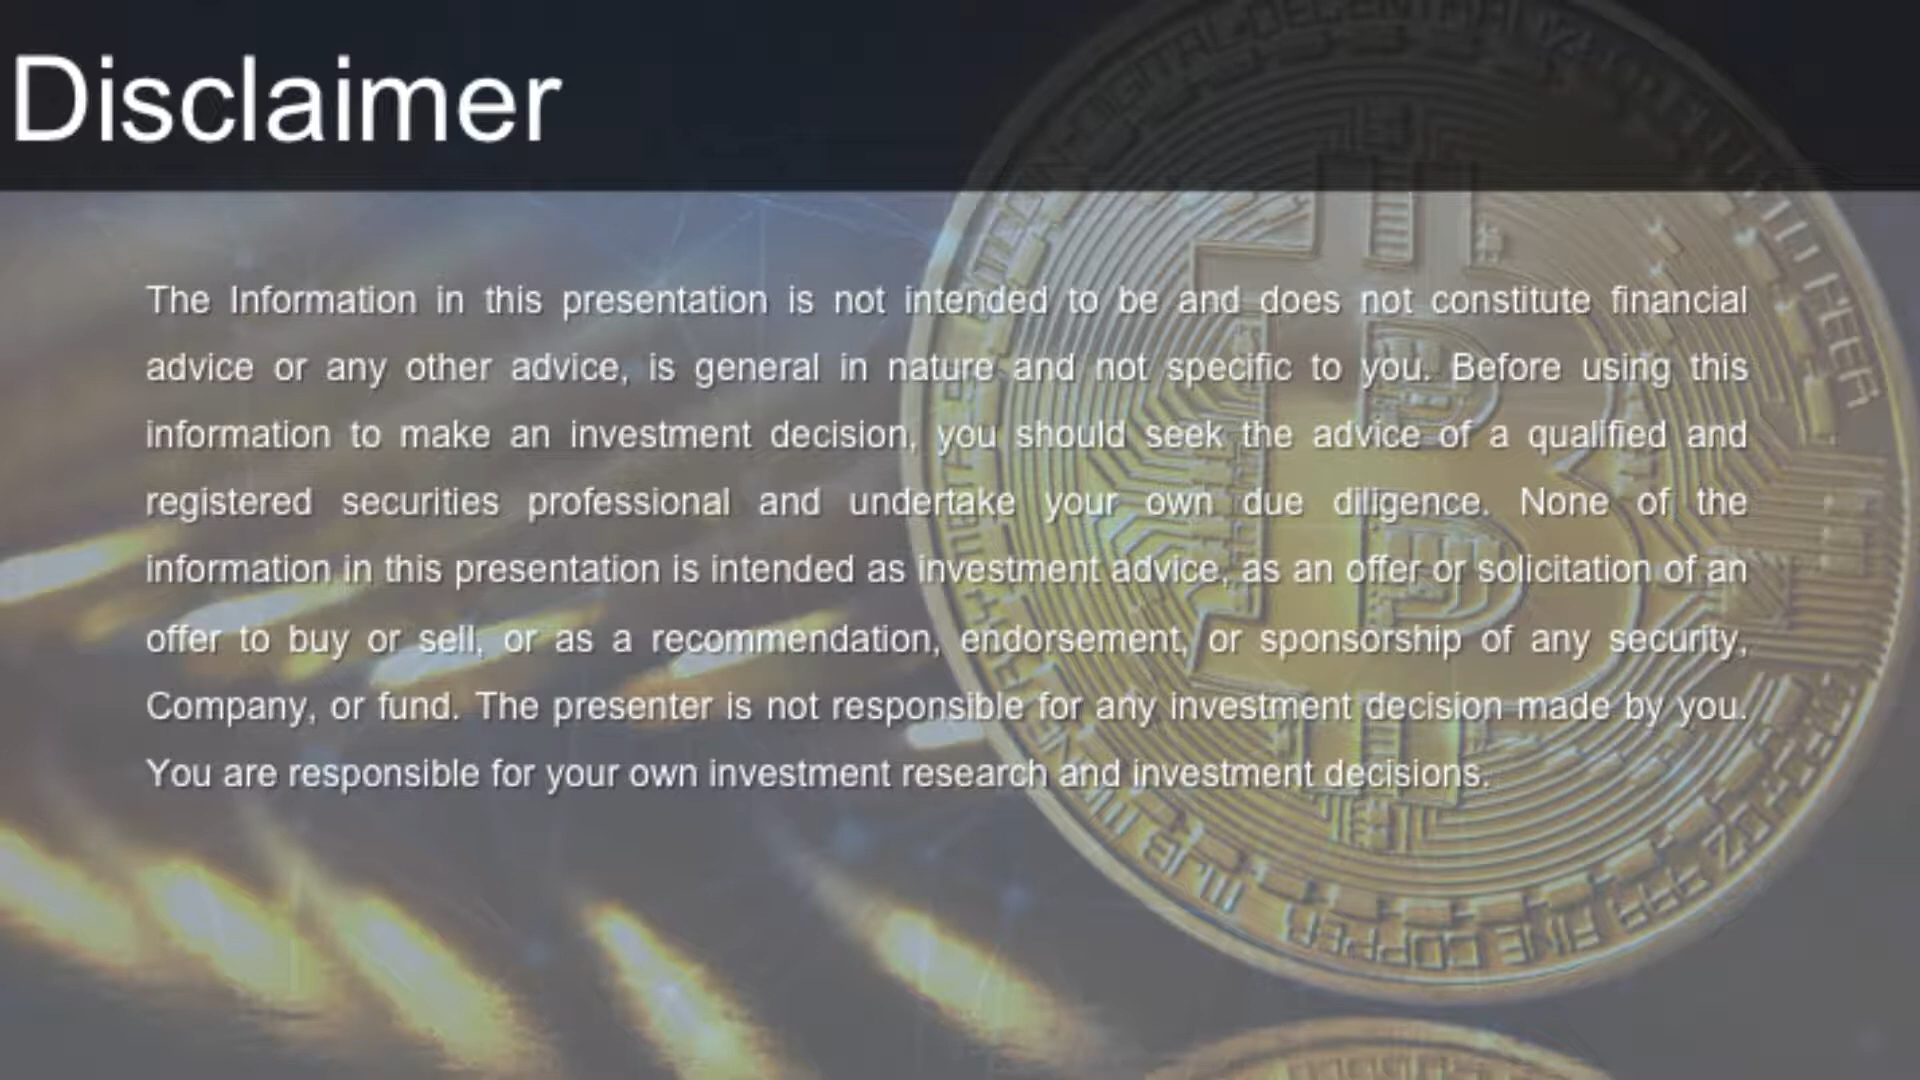 Disclaimer
The Information in this presentation is not intended to be and does not constitute financial
advice or any other advice, is general in nature and not specific to you. Before using this
information to make an investment decision, you should seek the advice of a qualified and
registered securities professional and undertake your own due diligence. None of the
information in this presentation is intended as investment advice, as an offer or solicitation of an
offer to buy or sell, or as a recommendation, endorsement, or sponsorship of any security,
Company, or fund. The presenter is not responsible for any investment decision made by you.
You are responsible for your own investment research and investment decisions.